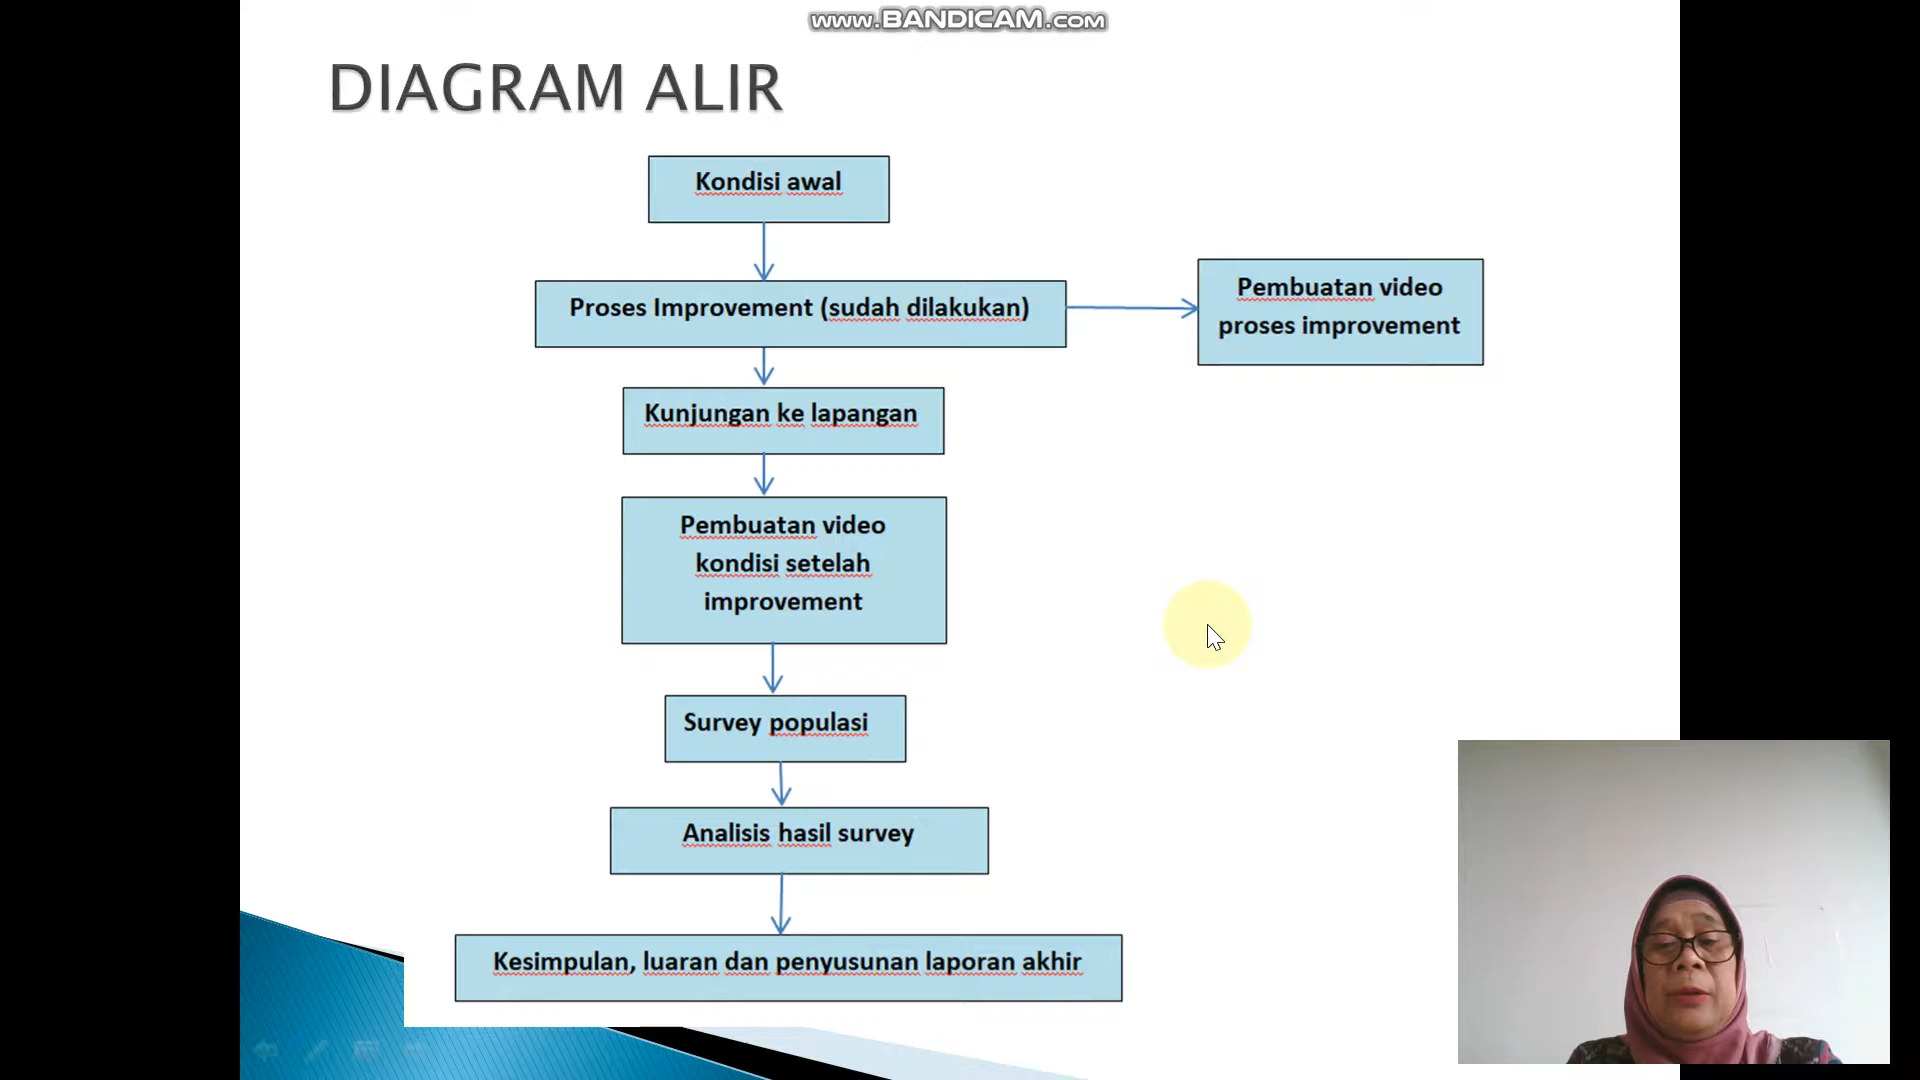 www.BANDICAM.com
DIAGRAM ALIR
Kondisi awal
Proses Improvement (sudah dilakukan)
Pembuatan video
proses improvement
Kunjungan ke lapangan
Pembuatan video
kondisi setelah
improvement
Survey populasi
Analisis hasil survey
Kesimpulan, luaran dan penyusunan laporan akhir